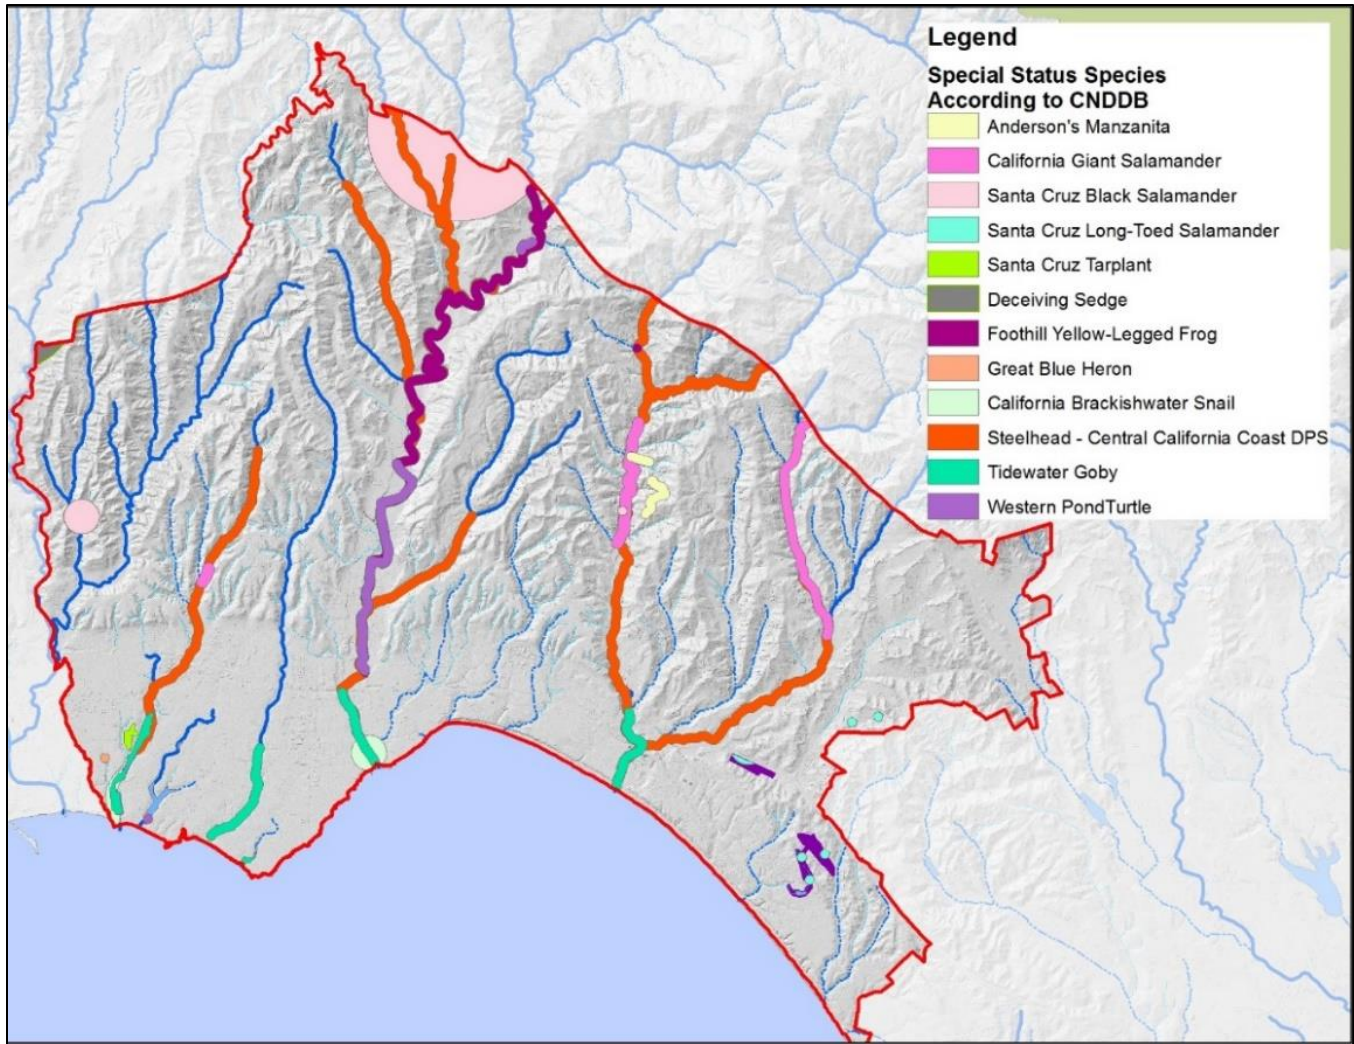 Legend
Special Status Species
According to CNDDB
Anderson's Manzanita
California Giant Salamander
Santa Cruz Black Salamander
Santa Cruz Long-Toed Salamander
Santa Cruz Tarplant
Deceiving Sedge
Foothill Yellow-Legged Frog
Great Blue Heron
California Brackishwater Snail
Steelhead - Central California Coast DPS
Tidewater Goby
Western PondTurtle